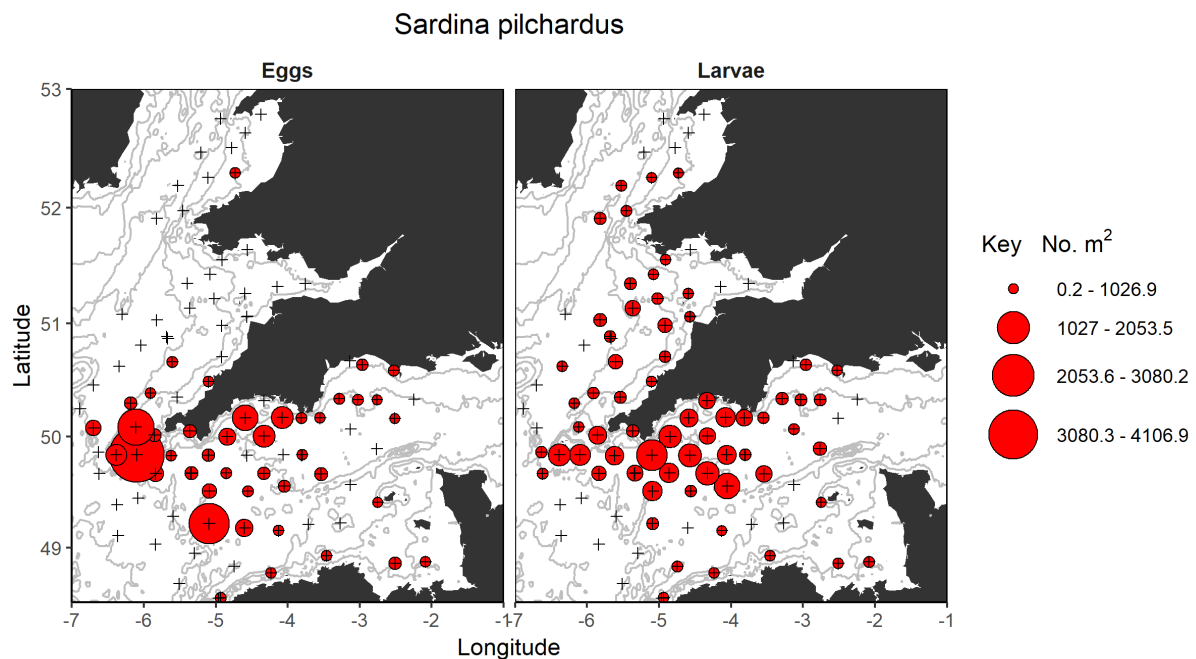 Sardina pilchardus
Eggs Larvae
53
52
51
50
49
Latitude
-7 -6 -5 -4 -3 -2 -1
-7 -6 -5 -4 -3 -2 -1
Longitude
Key No. m²
0.2 - 1026.9
1027 - 2053.5
2053.6 - 3080.2
3080.3 - 4106.9